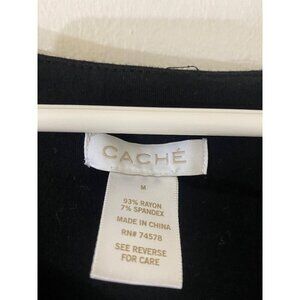 CACHÉ
M
93% RAYON
7% SPANDEX
MADE IN CHINA
RN# 74578
SEE REVERSE
FOR CARE